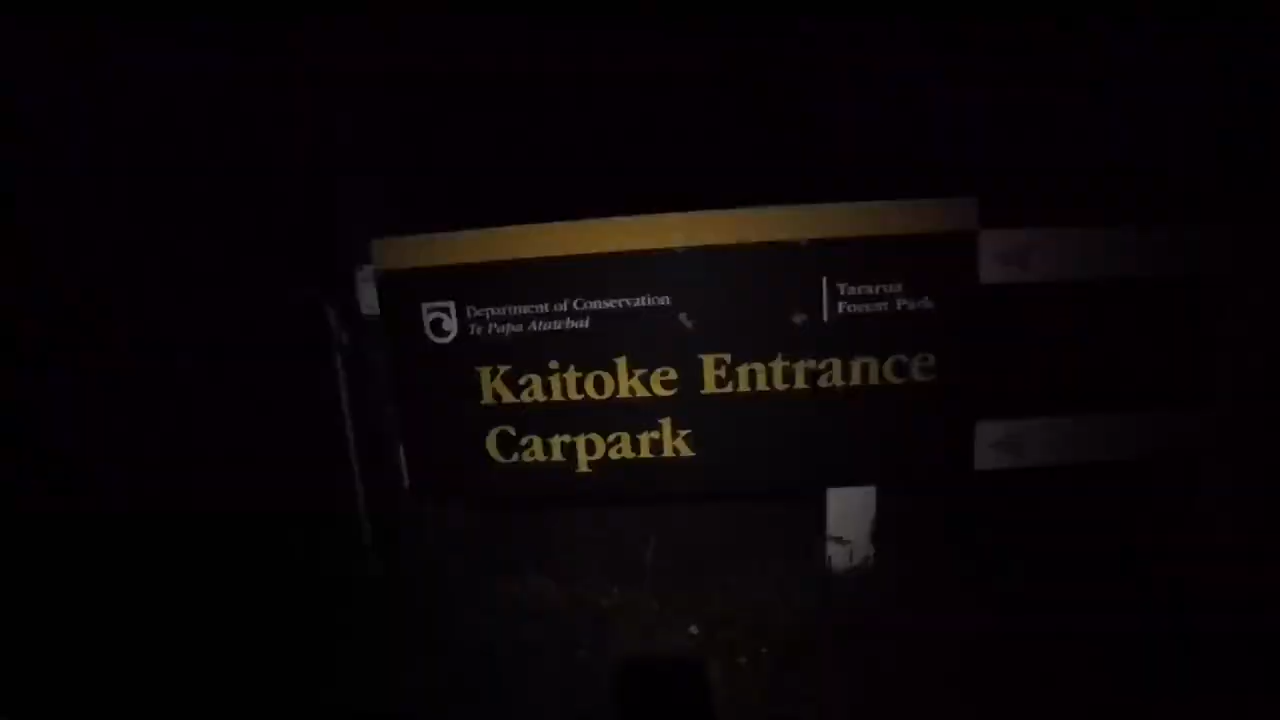 Department of Conservation
Te Papa Atawhai
Tararua
Forest Park
Kaitoke Entrance
Carpark